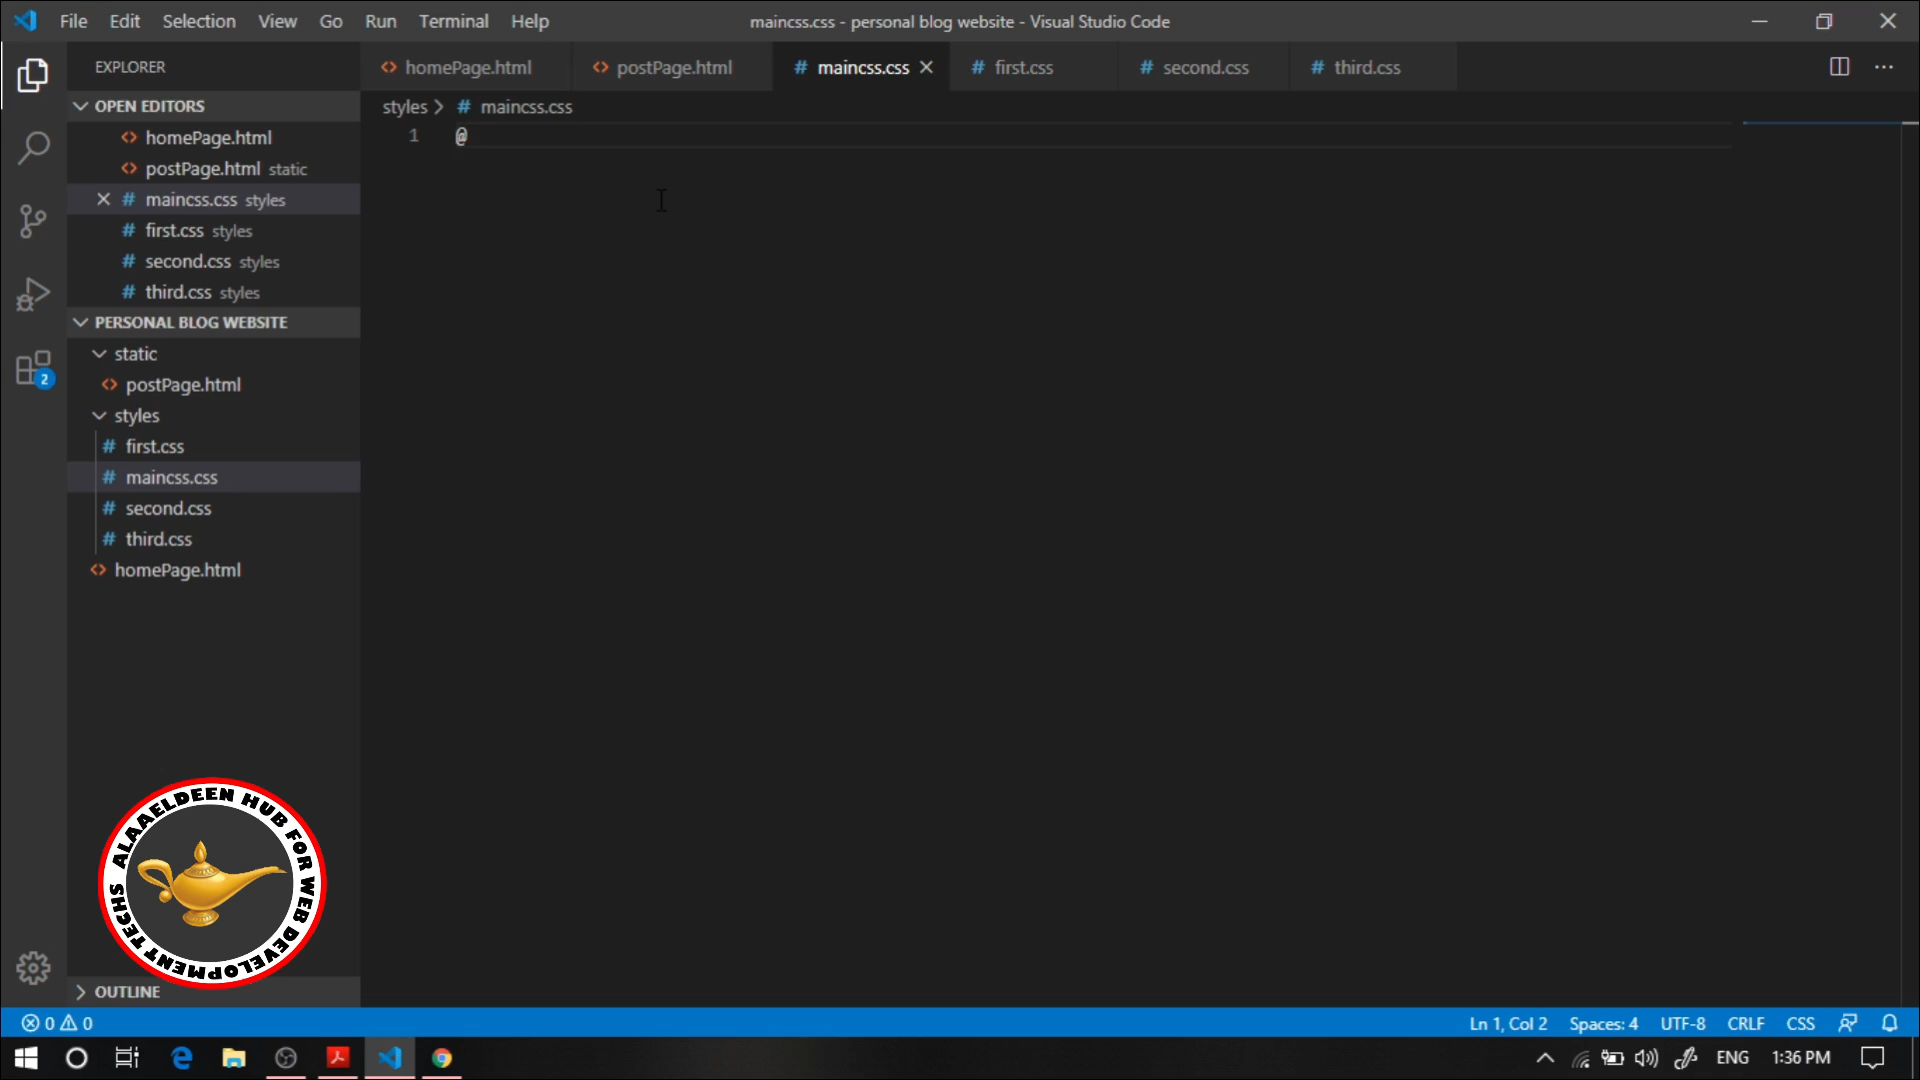 File Edit Selection View Go Run Terminal Help
maincss.css - personal blog website - Visual Studio Code
EXPLORER
homePage.html
postPage.html
# maincss.css
# first.css
# second.css
# third.css
OPEN EDITORS
homePage.html
postPage.html static
# maincss.css styles
# first.css styles
# second.css styles
# third.css styles
PERSONAL BLOG WEBSITE
static
postPage.html
styles
# first.css
# maincss.css
# second.css
# third.css
homePage.html
OUTLINE
styles > # maincss.css
1 @
2
ALAAELDEEN HUB FOR WEB DEVELOPMENT TECHS
0 0
Ln 1, Col 2 Spaces: 4 UTF-8 CRLF CSS
ENG 1:36 PM